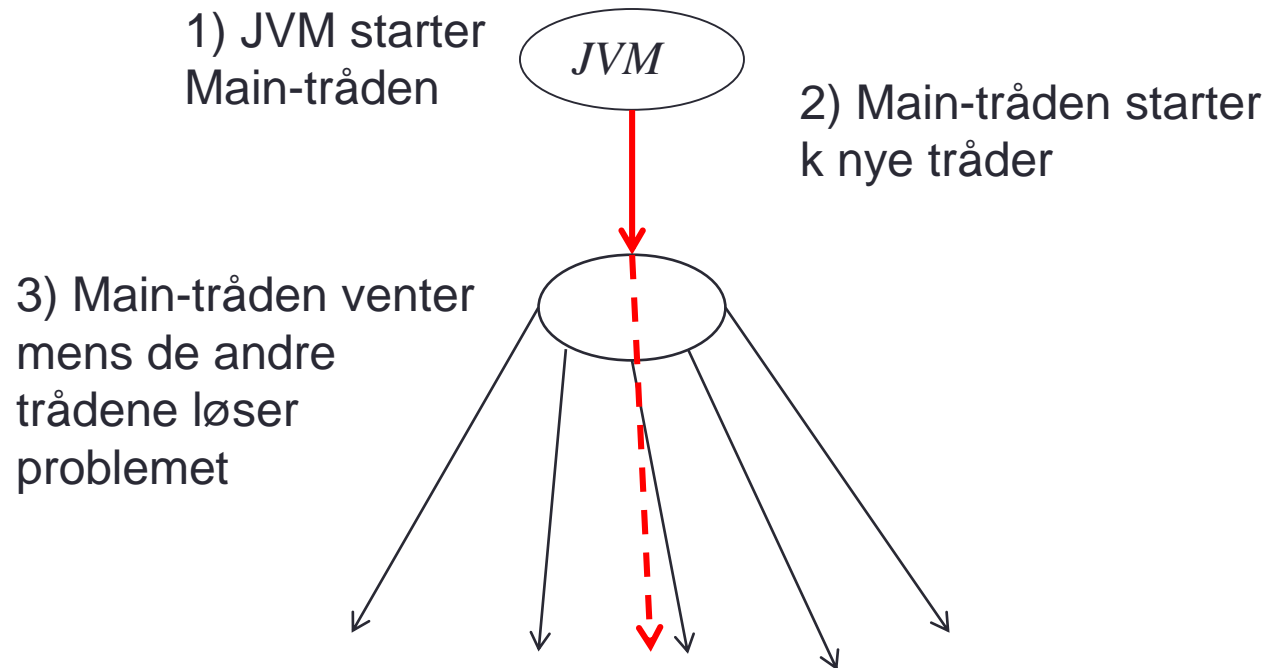 1) JVM starter
Main-tråden
JVM
2) Main-tråden starter
k nye tråder
3) Main-tråden venter
mens de andre
trådene løser
problemet